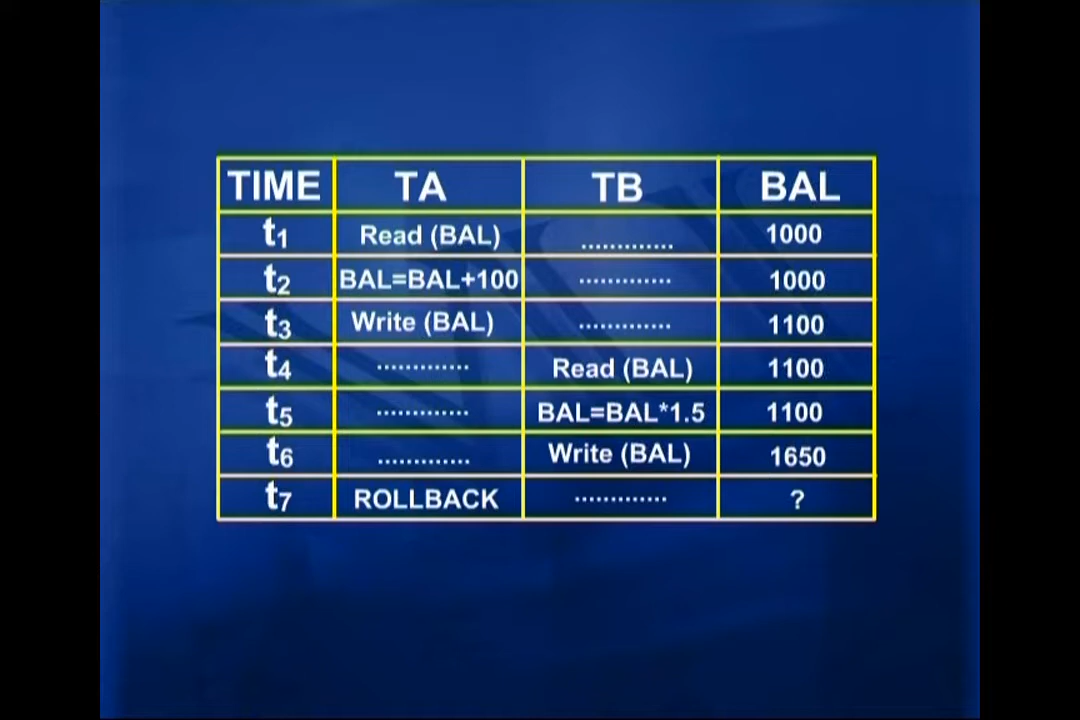 TIME TA TB BAL
t1 Read (BAL) ............. 1000
t2 BAL=BAL+100 ............. 1000
t3 Write (BAL) ............. 1100
t4 ............. Read (BAL) 1100
t5 ............. BAL=BAL*1.5 1100
t6 ............. Write (BAL) 1650
t7 ROLLBACK ............. ?